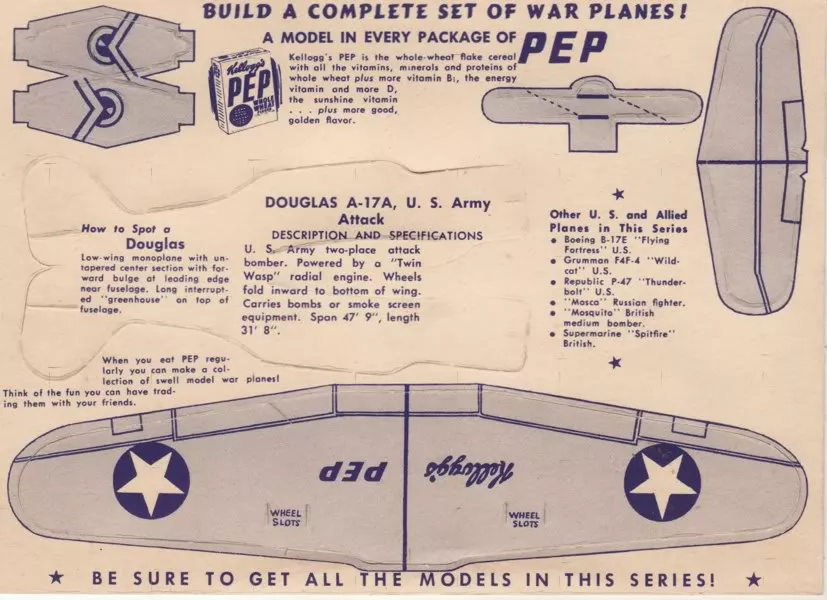 BUILD A COMPLETE SET OF WAR PLANES!
A MODEL IN EVERY PACKAGE OF PEP
Kellogg's
PEP
Kellogg's PEP is the whole-wheat flake cereal
with all the vitamins, minerals and proteins of
whole wheat plus more vitamin B₁, the energy
vitamin and more D,
the sunshine vitamin
. . . plus more good,
golden flavor.
How to Spot a
Douglas
Low-wing monoplane with un-
tapered center section with for-
ward bulge at leading edge
near fuselage. Long interrupt-
ed "greenhouse" on top of
fuselage.
DOUGLAS A-17A, U. S. Army
Attack
DESCRIPTION AND SPECIFICATIONS
U. S. Army two-place attack
bomber. Powered by a "Twin
Wasp" radial engine. Wheels
fold inward to bottom of wing.
Carries bombs or smoke screen
equipment. Span 47' 9", length
31' 8".
Other U. S. and Allied
Planes in This Series
• Boeing B-17E "Flying
Fortress" U.S.
• Grumman F4F-4 "Wild-
cat" U.S.
• Republic P-47 "Thunder-
bolt" U.S.
• "Mosca" Russian fighter.
• "Mosquito" British
medium bomber.
• Supermarine "Spitfire"
British.
When you eat PEP regu-
larly you can make a col-
lection of swell model war planes!
Think of the fun you can have trad-
ing them with your friends.
Kellogg's PEP
WHEEL
SLOTS
WHEEL
SLOTS
BE SURE TO GET ALL THE MODELS IN THIS SERIES!